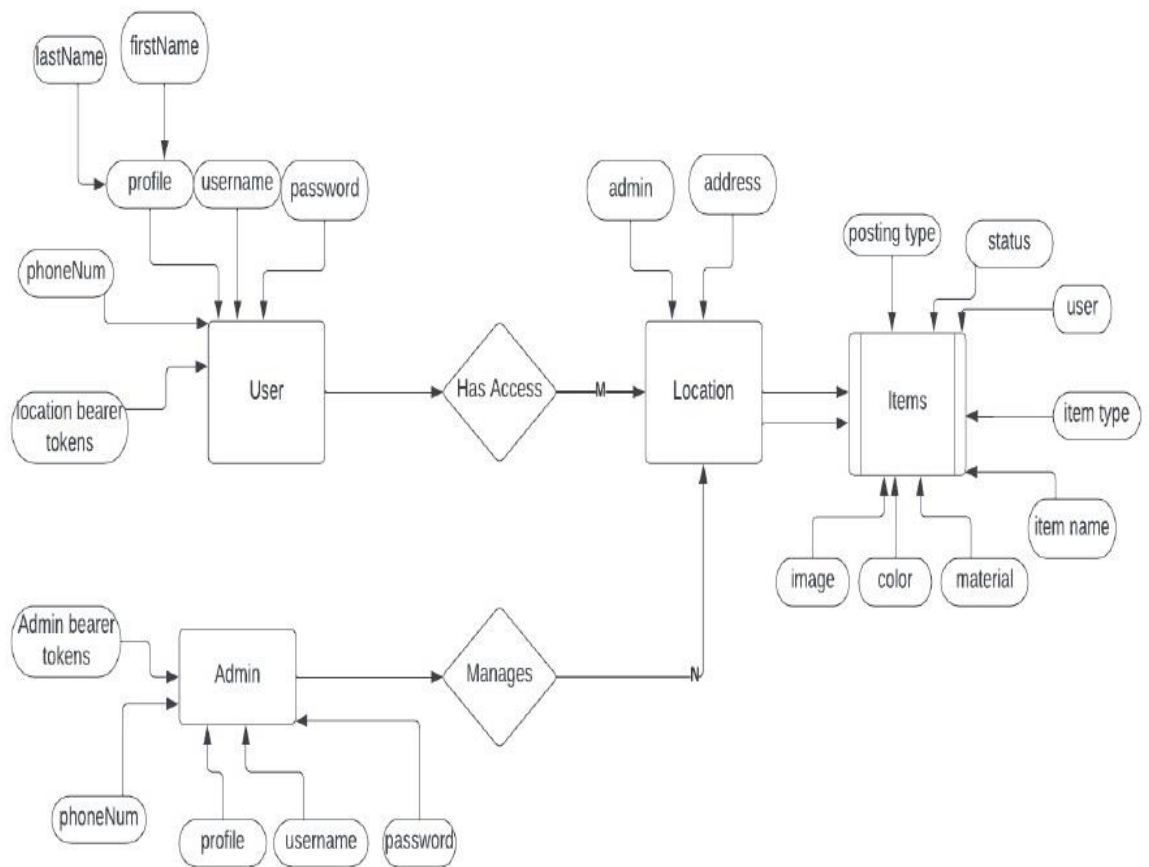 firstName
lastName
profile
username
password
admin
address
posting type
status
phoneNum
user
User
Has Access
M
Location
Items
location bearer
tokens
item type
item name
image
color
material
Admin bearer
tokens
Admin
Manages
N
phoneNum
profile
username
password